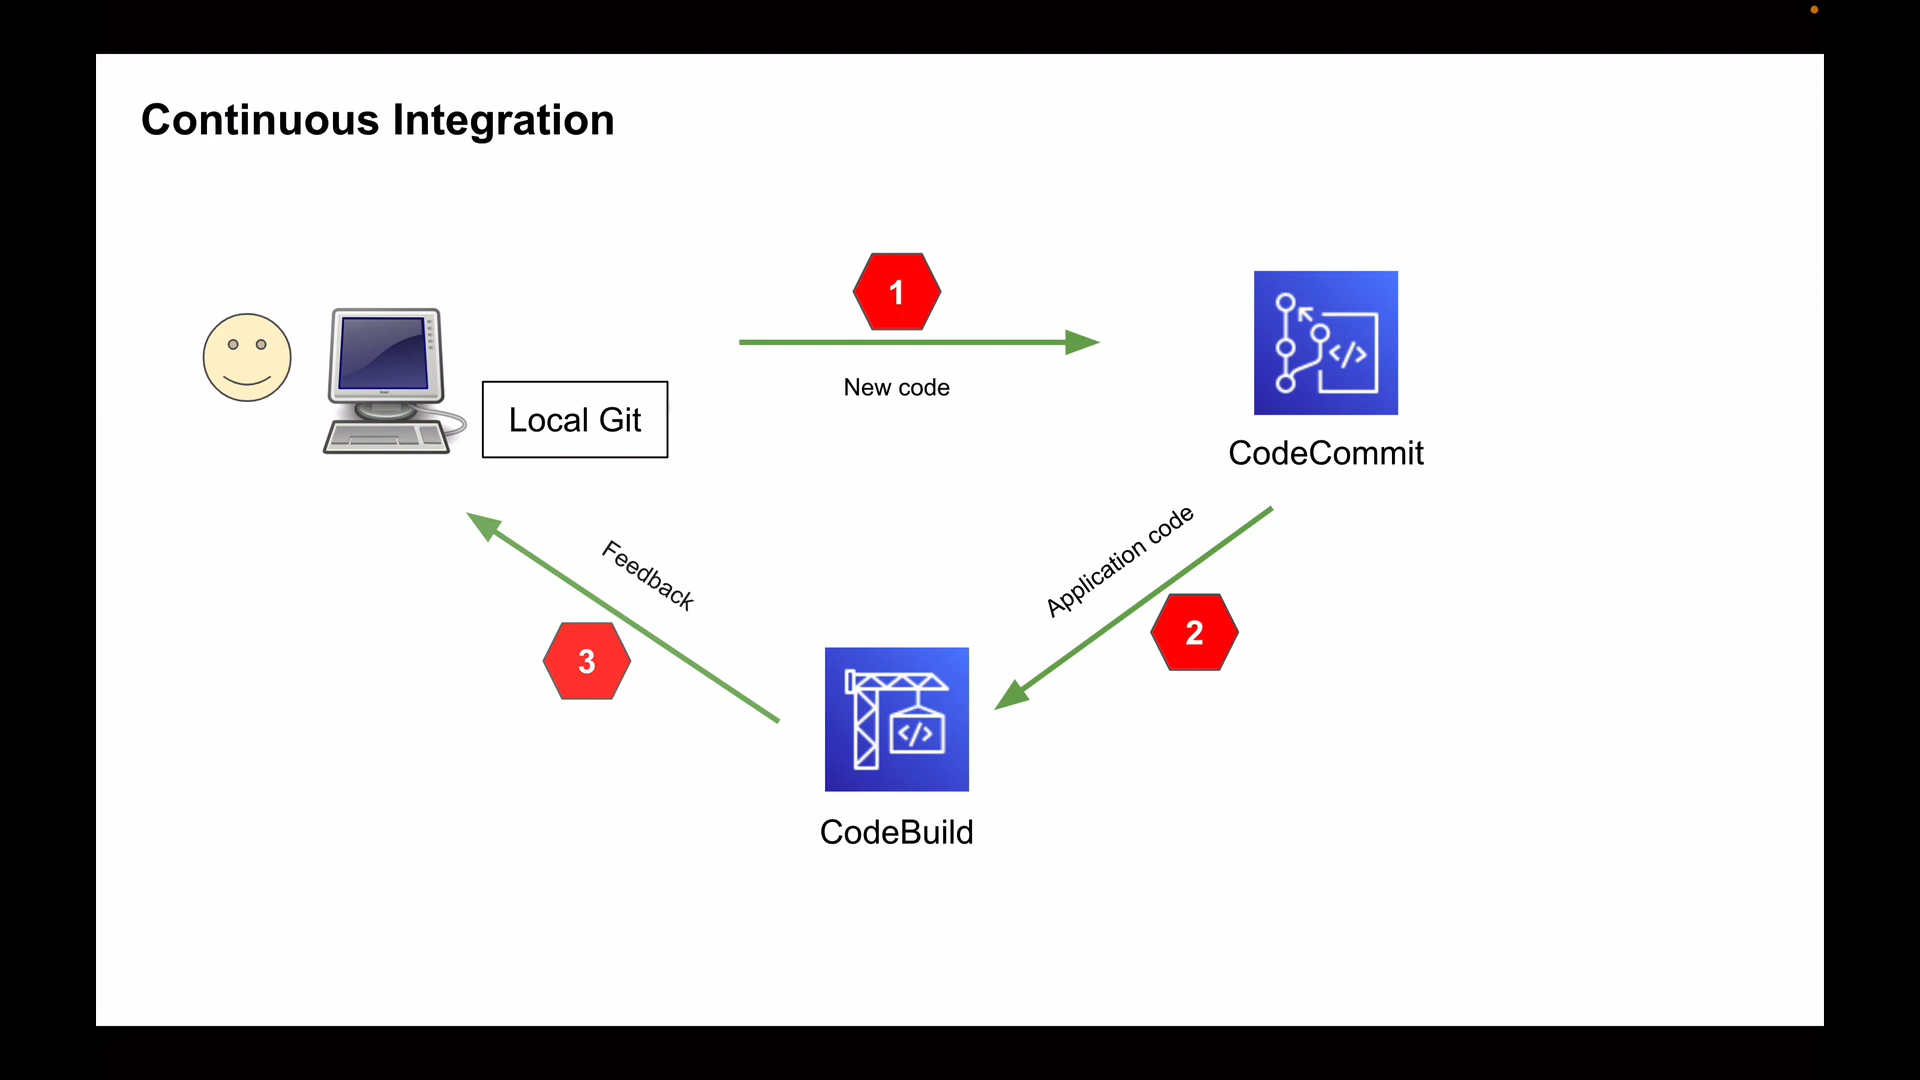 Continuous Integration
1
New code
Local Git
CodeCommit
Application code
2
Feedback
3
</>
</>
CodeBuild